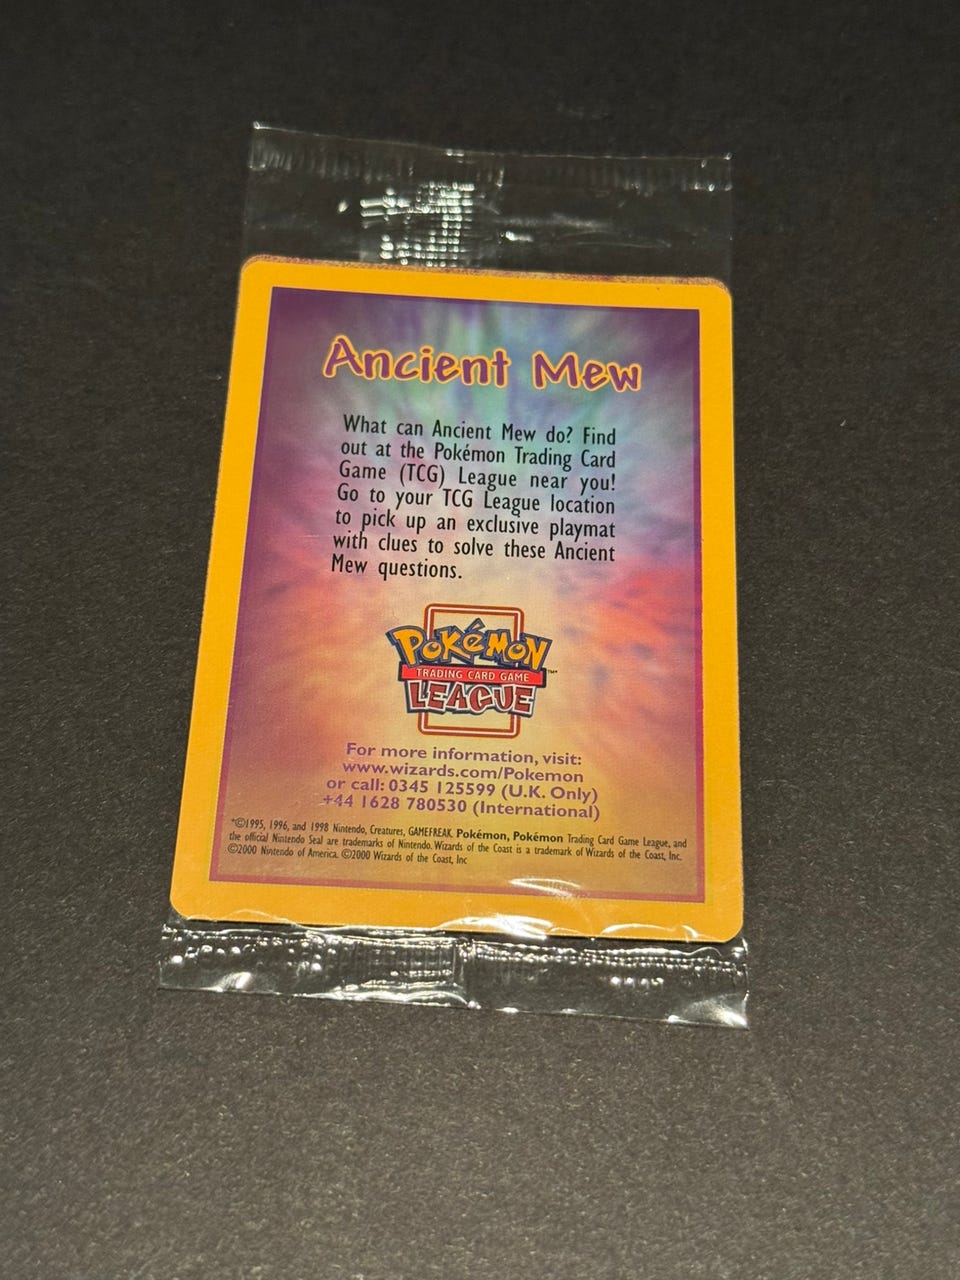 Ancient Mew
What can Ancient Mew do? Find
out at the Pokémon Trading Card
Game (TCG) League near you!
Go to your TCG League location
to pick up an exclusive playmat
with clues to solve these Ancient
Mew questions.
POKéMON
TRADING CARD GAME
™
LEAGUE
For more information, visit:
www.wizards.com/Pokemon
or call: 0345 125599 (U.K. Only)
+44 1628 780530 (International)
*©1995, 1996, and 1998 Nintendo, Creatures, GAMEFREAK. Pokémon, Pokémon Trading Card Game League, and
the official Nintendo Seal are trademarks of Nintendo. Wizards of the Coast is a trademark of Wizards of the Coast, Inc.
©2000 Nintendo of America. ©2000 Wizards of the Coast, Inc